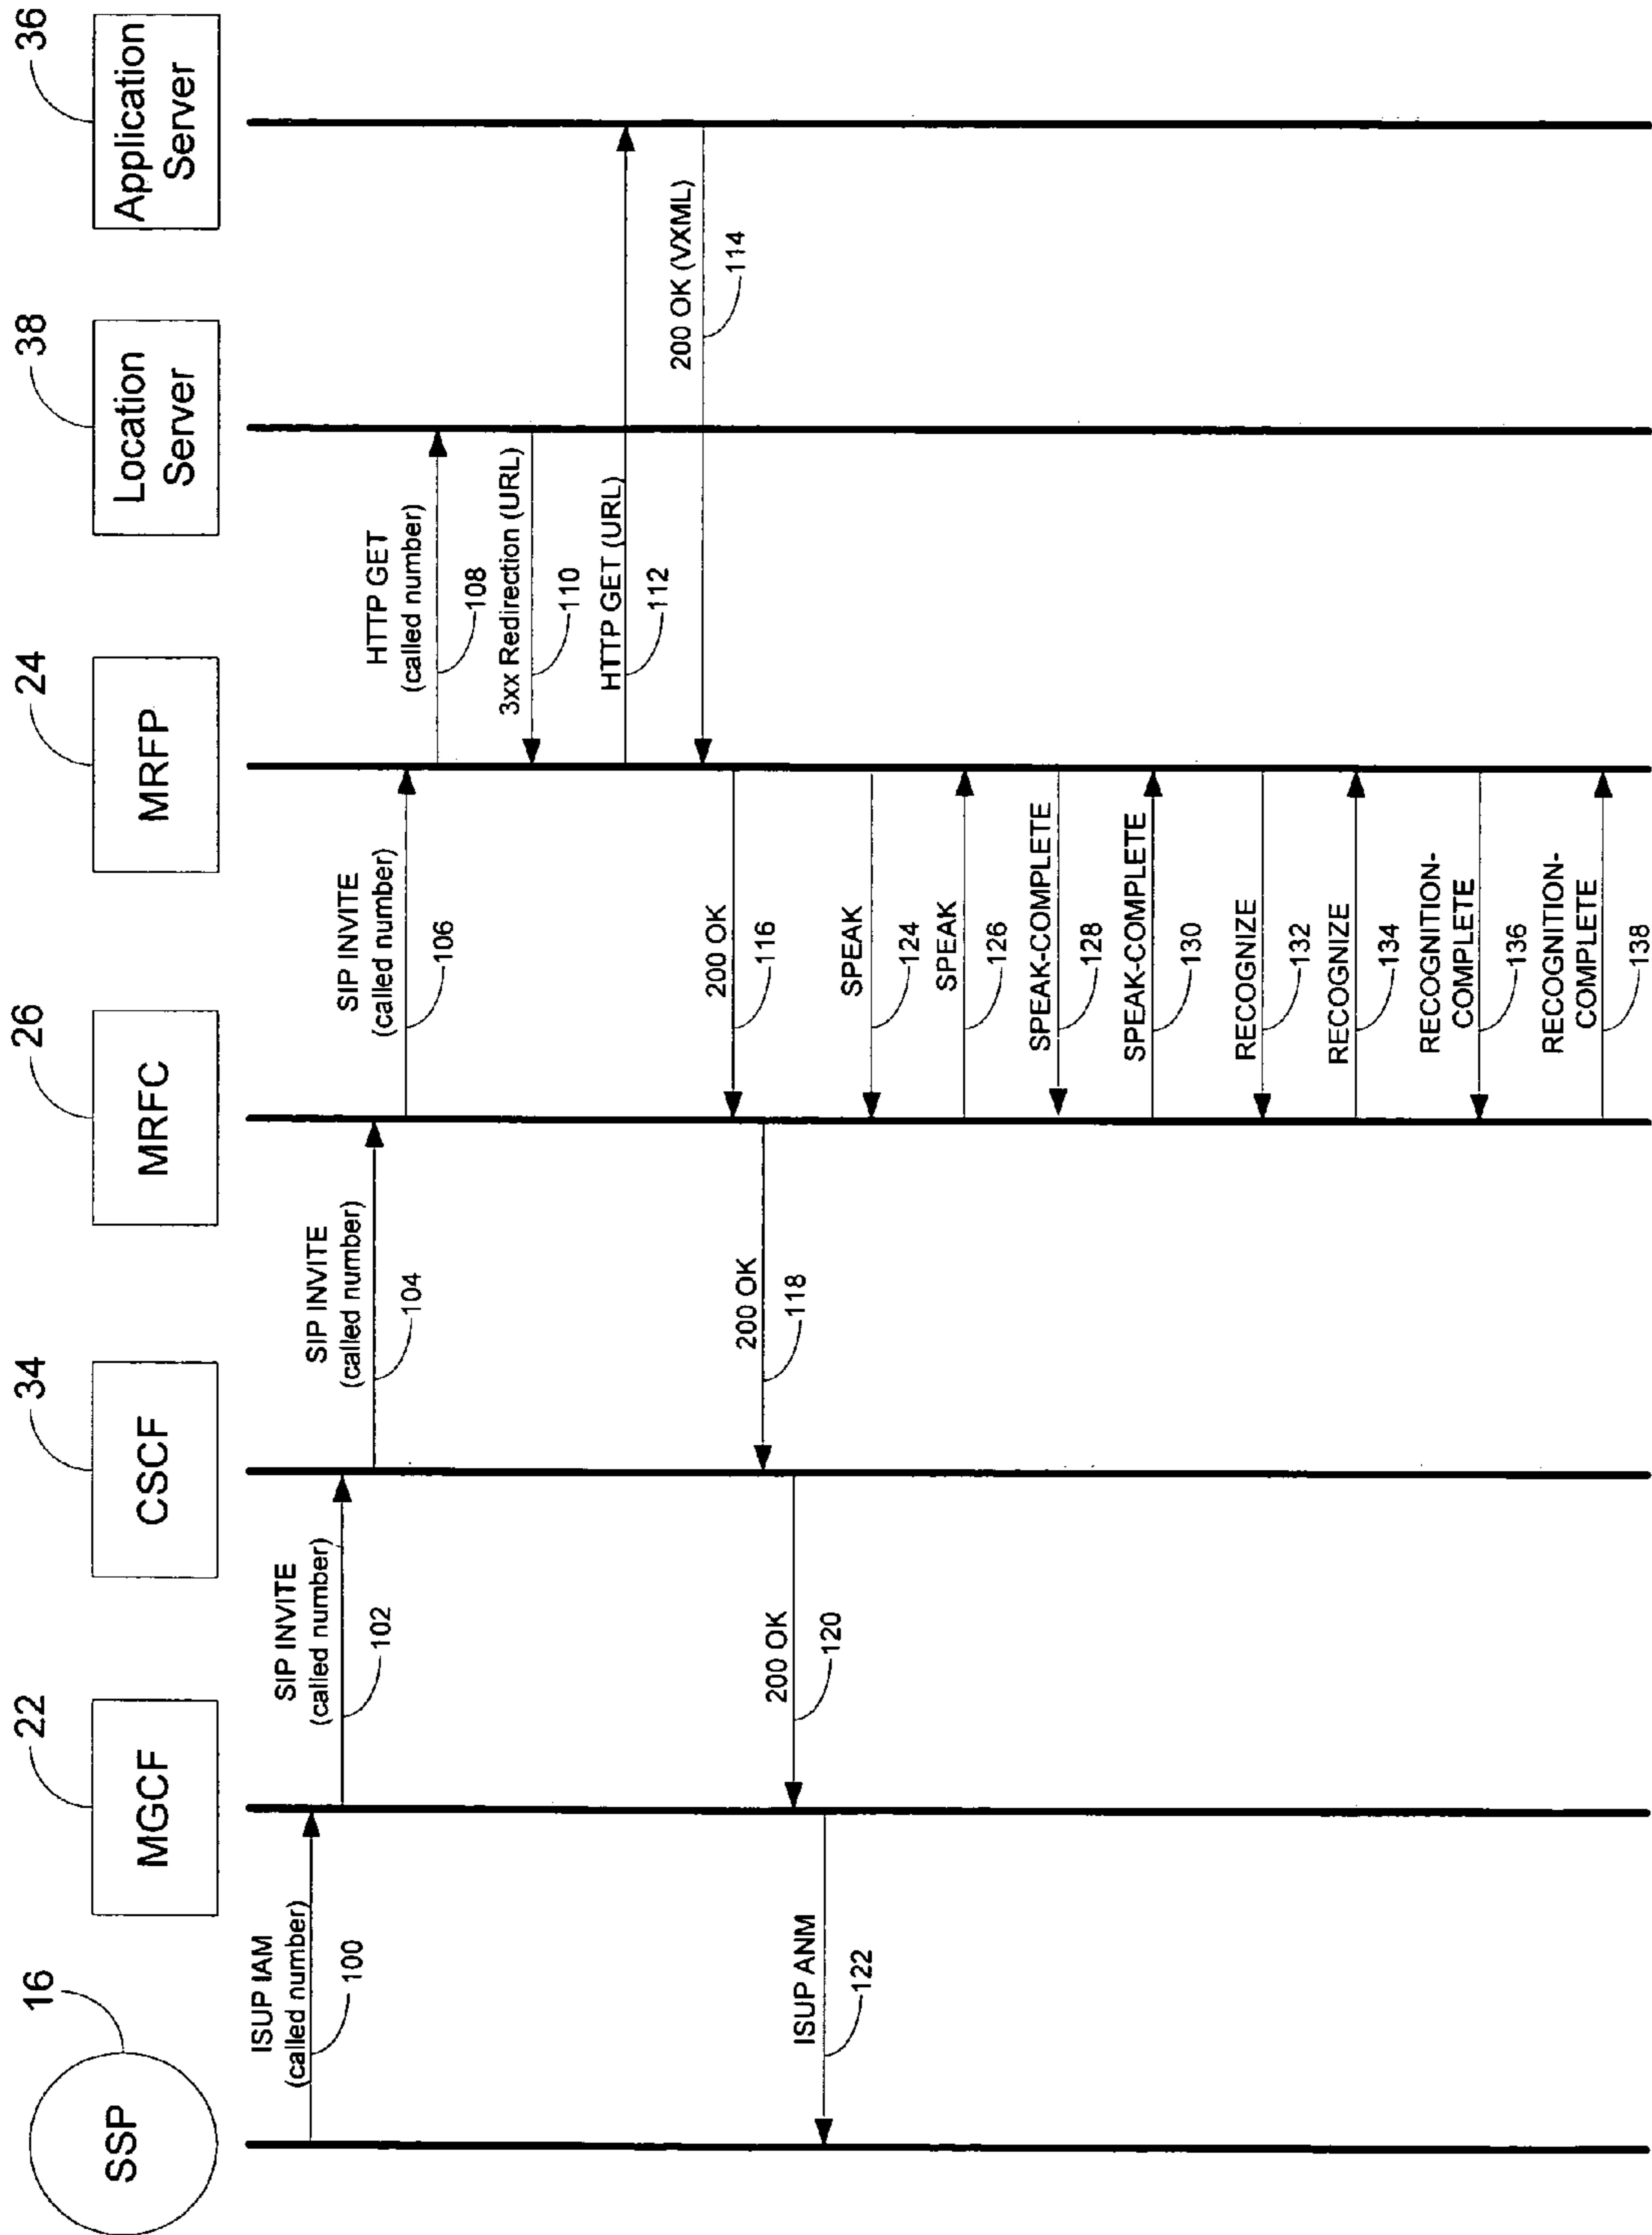 16
SSP
22
MGCF
34
CSCF
26
MRFC
24
MRFP
38
Location
Server
36
Application
Server
ISUP IAM
(called number)
100
SIP INVITE
(called number)
102
SIP INVITE
(called number)
104
SIP INVITE
(called number)
106
HTTP GET
(called number)
108
3xx Redirection (URL)
110
HTTP GET (URL)
112
200 OK (VXML)
114
200 OK
116
200 OK
118
200 OK
120
ISUP ANM
122
SPEAK
124
SPEAK
126
SPEAK-COMPLETE
128
SPEAK-COMPLETE
130
RECOGNIZE
132
RECOGNIZE
134
RECOGNITION-
COMPLETE
136
RECOGNITION-
COMPLETE
138